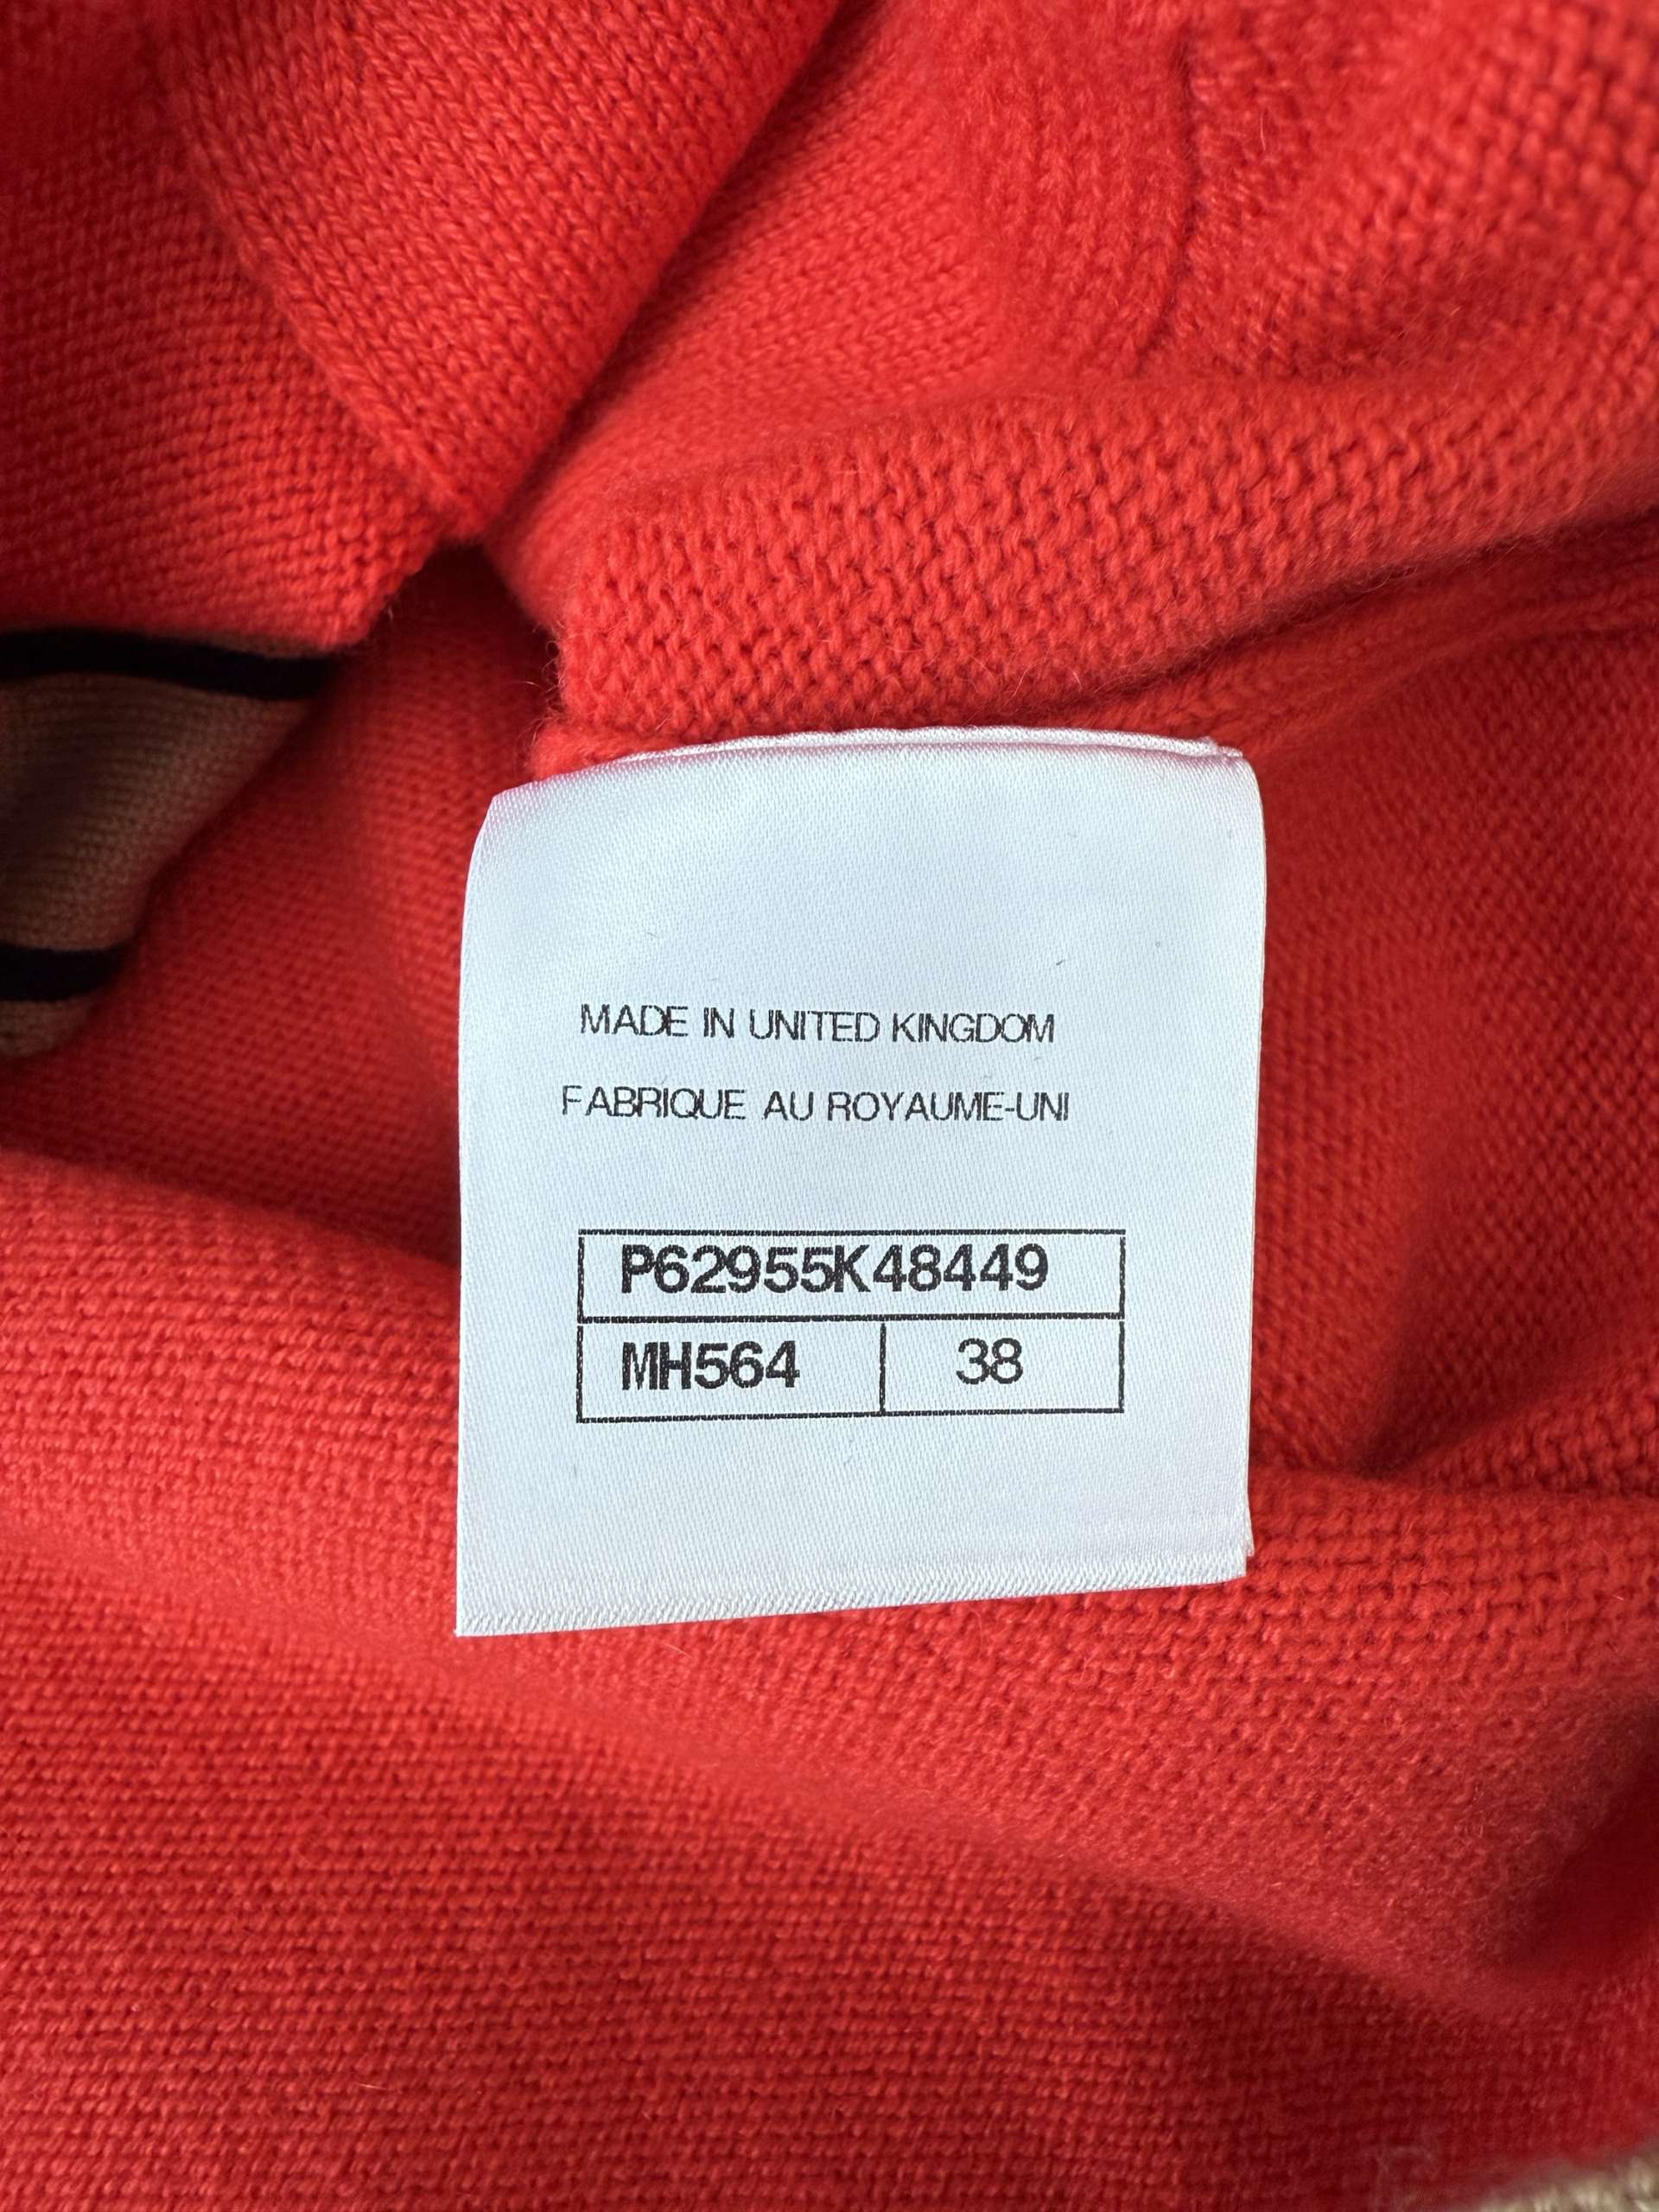 MADE IN UNITED KINGDOM
FABRIQUE AU ROYAUME-UNI
P62955K48449
MH564 38